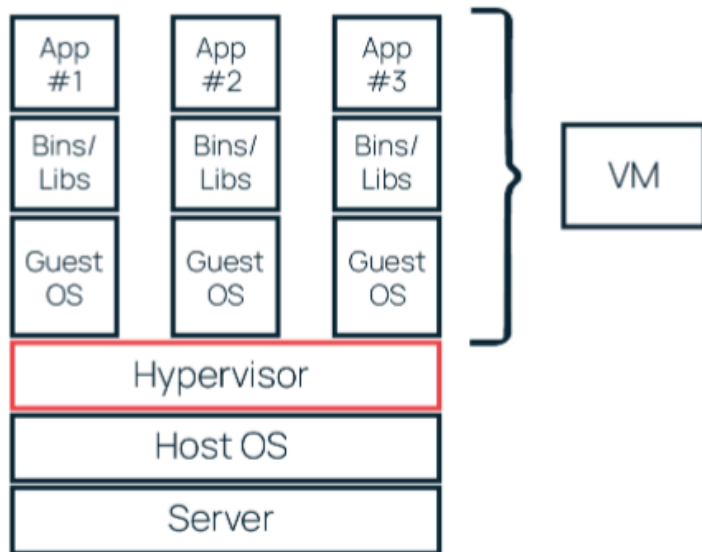 App
#1
App
#2
App
#3
Bins/
Libs
Bins/
Libs
Bins/
Libs
VM
Guest
OS
Guest
OS
Guest
OS
Hypervisor
Host OS
Server